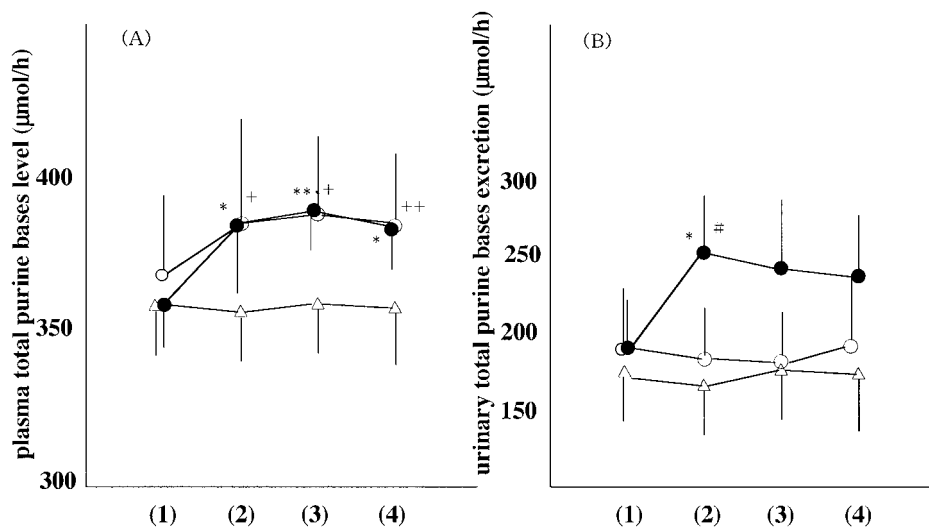 plasma total purine bases level (μmol/h)
(A)
400
350
300
*
+
**·+
*
++
(1) (2) (3) (4)
urinary total purine bases excretion (μmol/h)
(B)
300
250
200
150
* #
(1) (2) (3) (4)